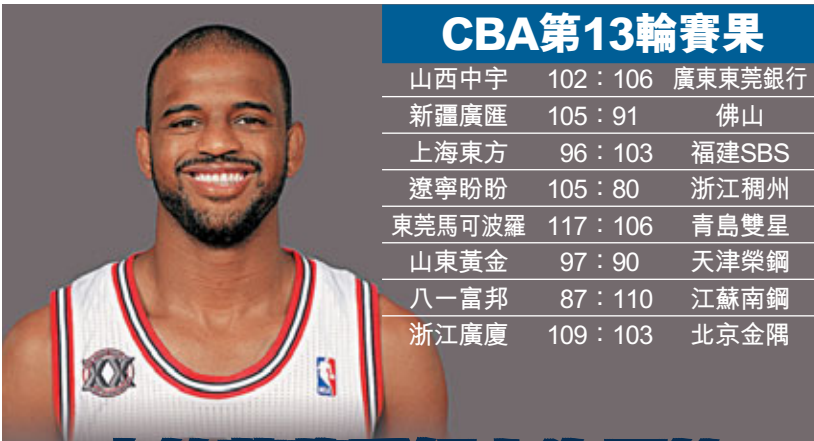 CBA第13輪賽果
山西中宇 102：106 廣東東莞銀行
新疆廣匯 105：91 佛山
上海東方 96：103 福建SBS
遼寧盼盼 105：80 浙江稠州
東莞馬可波羅 117：106 青島雙星
山東黃金 97：90 天津榮鋼
八一富邦 87：110 江蘇南鋼
浙江廣廈 109：103 北京金隅
XX